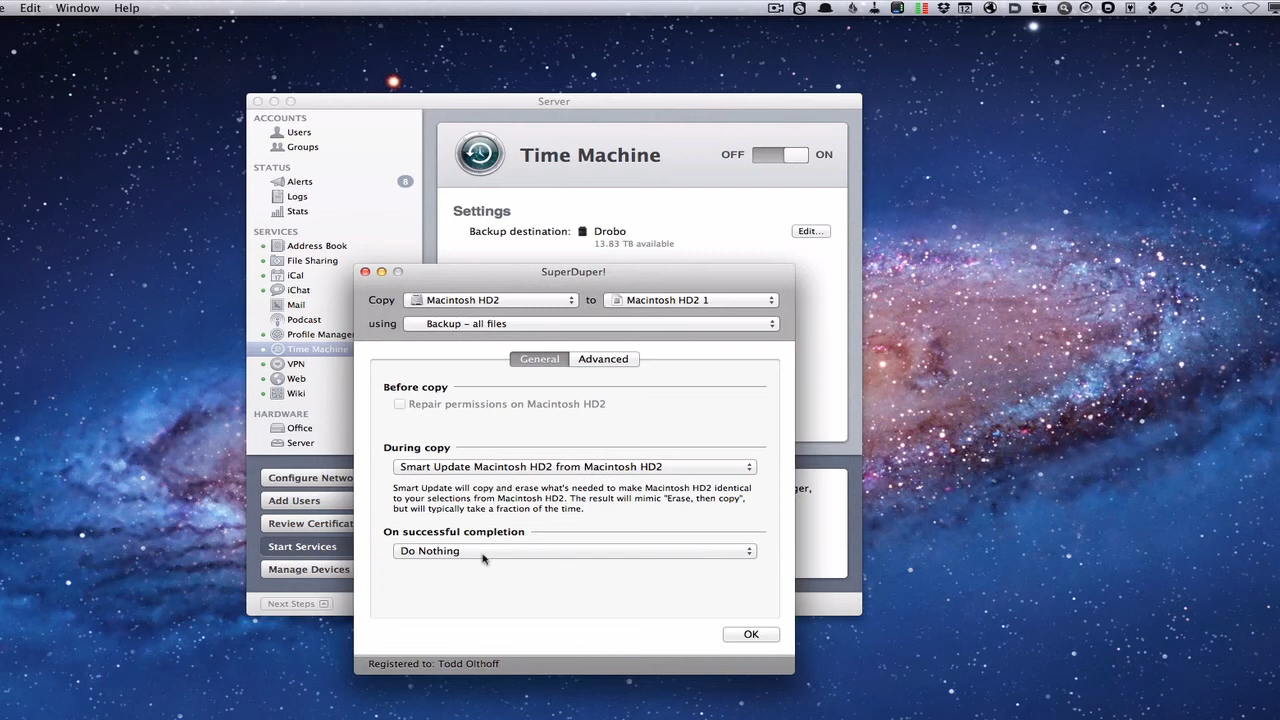 Edit Window Help
12
Server
ACCOUNTS
Users
Groups
STATUS
Alerts 8
Logs
Stats
SERVICES
Address Book
File Sharing
iCal
iChat
Mail
Podcast
Profile Manager
Time Machine
VPN
Web
Wiki
HARDWARE
Office
Server
Configure Netwo
Add Users
Review Certificat
Start Services
Manage Devices
Next Steps
Time Machine OFF ON
Settings
Backup destination: Drobo Edit...
13.83 TB available
ger,
SuperDuper!
Copy Macintosh HD2 to Macintosh HD2 1
using Backup - all files
General Advanced
Before copy
Repair permissions on Macintosh HD2
During copy
Smart Update Macintosh HD2 from Macintosh HD2
Smart Update will copy and erase what's needed to make Macintosh HD2 identical
to your selections from Macintosh HD2. The result will mimic "Erase, then copy",
but will typically take a fraction of the time.
On successful completion
Do Nothing
OK
Registered to: Todd Olthoff